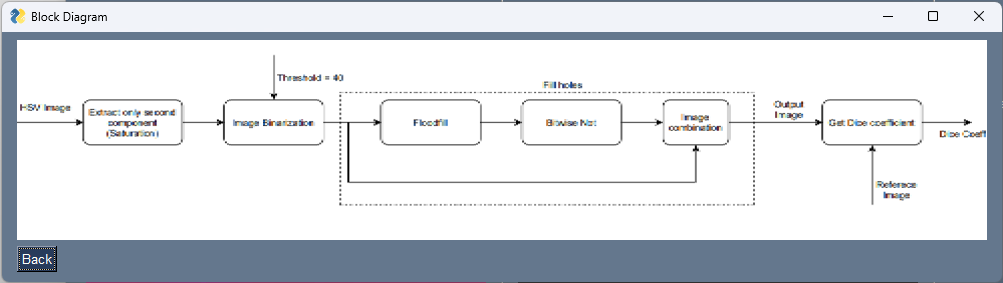 Block Diagram
Threshold = 40
Fill holes
HSV Image
Extract only second
component
(Saturation)
Image Binarization
Floodfill
Bitwise Not
Image
combination
Output
Image
Get Dice coefficient
Dice Coeff
Reference
Image
Back